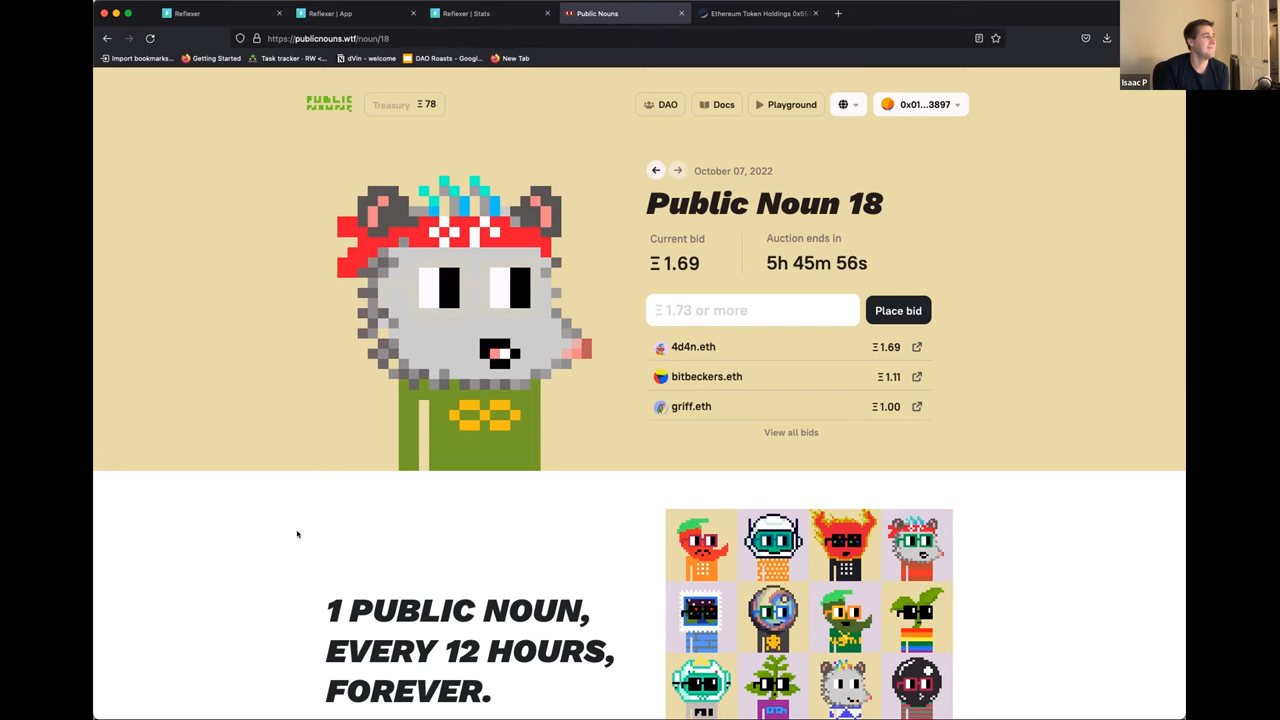 Reflexer
Reflexer | App
Reflexer | Stats
Public Nouns
Ethereum Token Holdings 0x55
https://publicnouns.wtf/noun/18
Import bookmarks...
Getting Started
Task tracker · RW <...
dVin - welcome
DAO Roasts - Googl...
New Tab
Isaac P
PUBLIC NOUNS
Treasury Ξ 78
DAO
Docs
Playground
0x01...3897
October 07, 2022
Public Noun 18
Current bid
Auction ends in
Ξ 1.69
5h 45m 56s
Ξ 1.73 or more
Place bid
4d4n.eth Ξ 1.69
bitbeckers.eth Ξ 1.11
griff.eth Ξ 1.00
View all bids
1 PUBLIC NOUN,
EVERY 12 HOURS,
FOREVER.